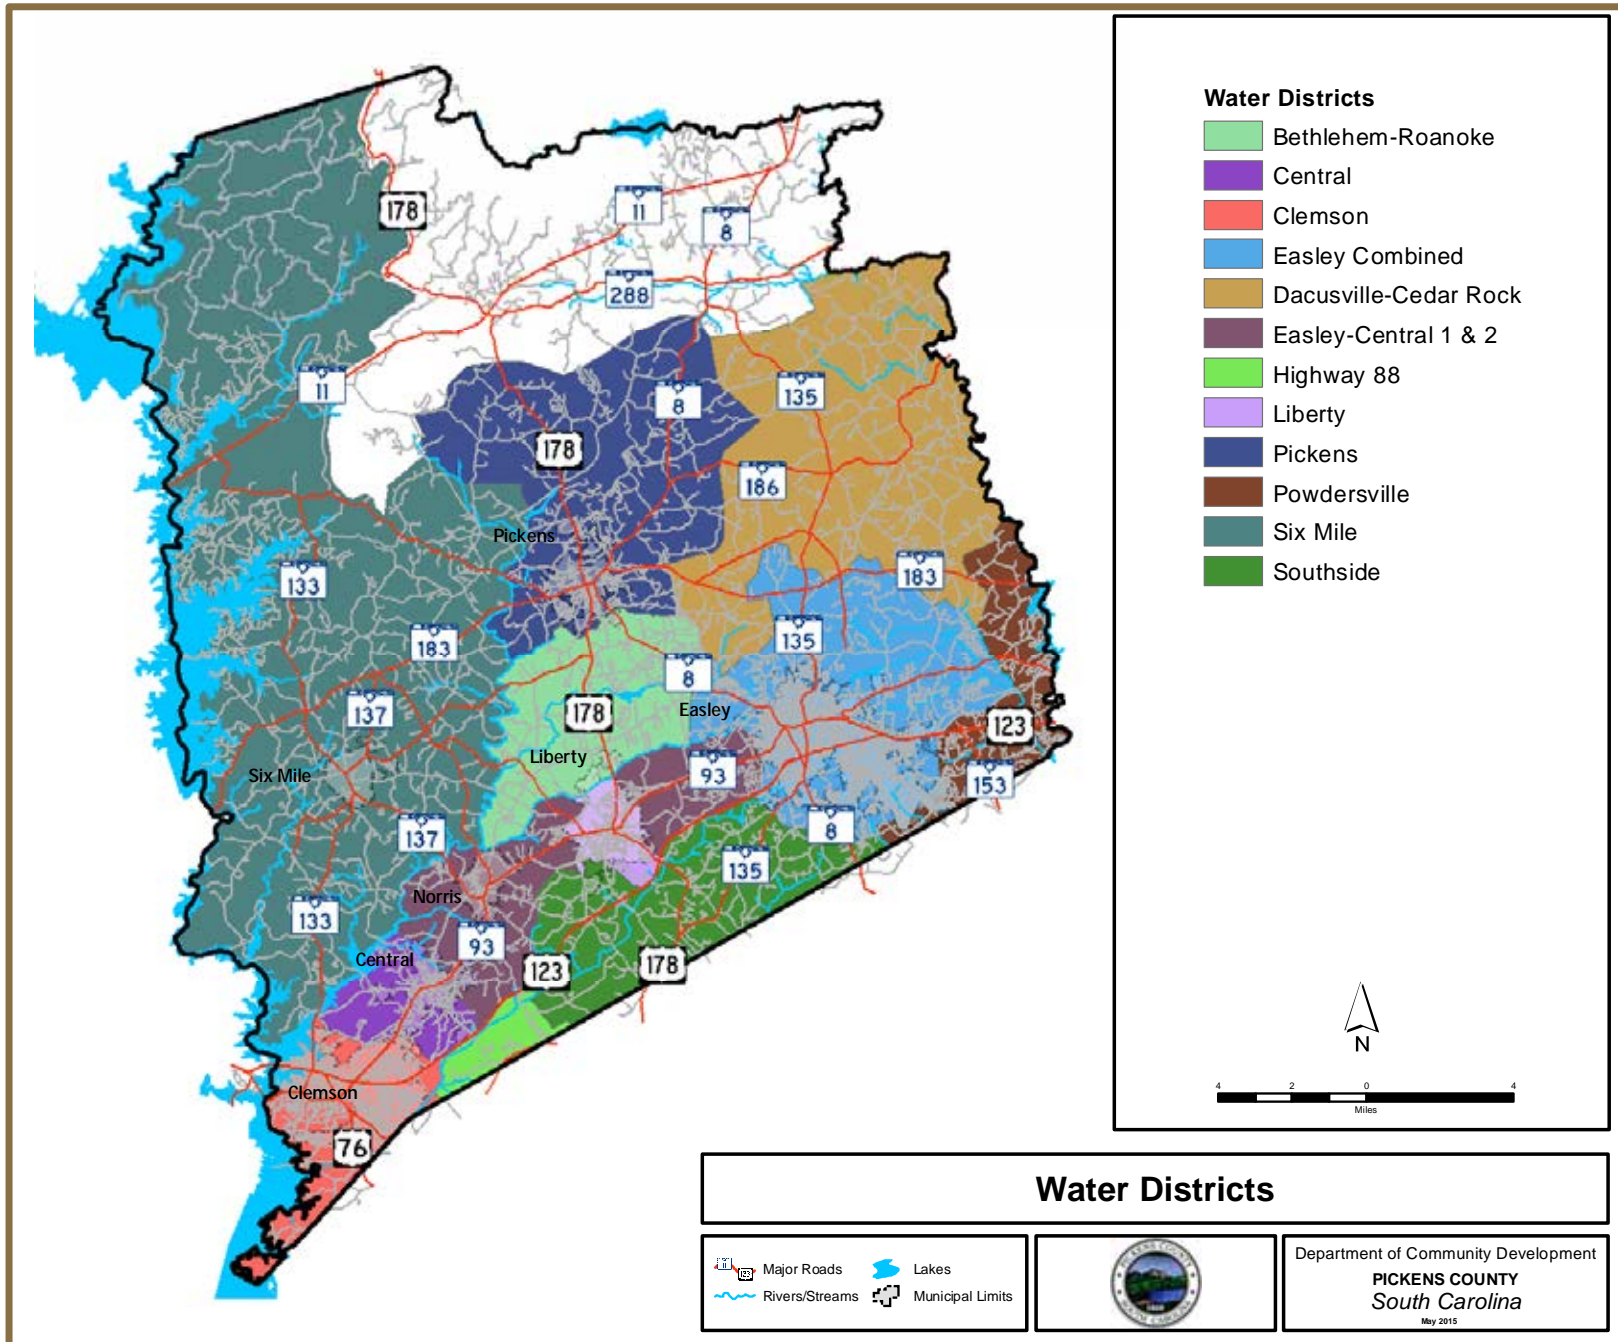 Water Districts
Bethlehem-Roanoke
Central
Clemson
Easley Combined
Dacusville-Cedar Rock
Easley-Central 1 & 2
Highway 88
Liberty
Pickens
Powdersville
Six Mile
Southside
178
11
8
288
11
8
135
178
186
Pickens
133
183
183
135
8
137
178
Easley
123
Liberty
93
Six Mile
153
137
8
135
Norris
133
93
Central
123
178
Clemson
76
N
4 2 0 4
Miles
Water Districts
Major Roads
Lakes
Rivers/Streams
Municipal Limits
PICKENS COUNTY
SOUTH CAROLINA
Department of Community Development
PICKENS COUNTY
South Carolina
May 2015